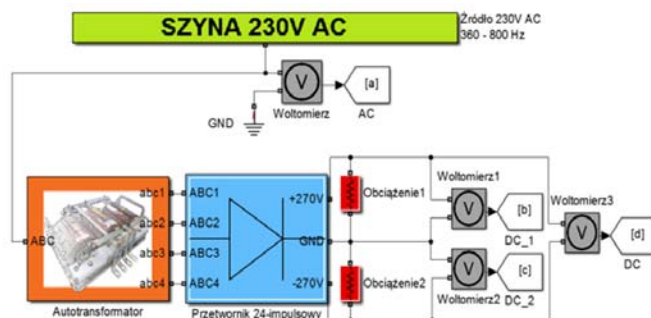 SZYNA 230V AC
Źródło 230V AC
360 - 800 Hz
V
Woltomierz
[a]
AC
GND
ABC
abc1
abc2
abc3
abc4
Autotransformator
ABC1
ABC2
ABC3
ABC4
+270V
GND
-270V
Przetwornik 24-impulsowy
Obciążenie1
Obciążenie2
Woltomierz1
V
[b]
DC_1
V
[c]
Woltomierz2
DC_2
Woltomierz3
V
[d]
DC